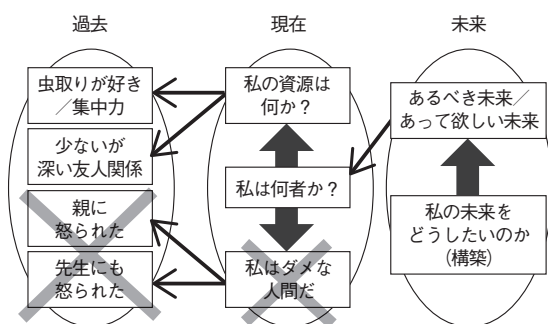 過去
虫取りが好き
／集中力
少ないが
深い友人関係
親に
怒られた
先生にも
怒られた
現在
私の資源は
何か？
私は何者か？
私はダメな
人間だ
未来
あるべき未来／
あって欲しい未来
私の未来を
どうしたいのか
（構築）